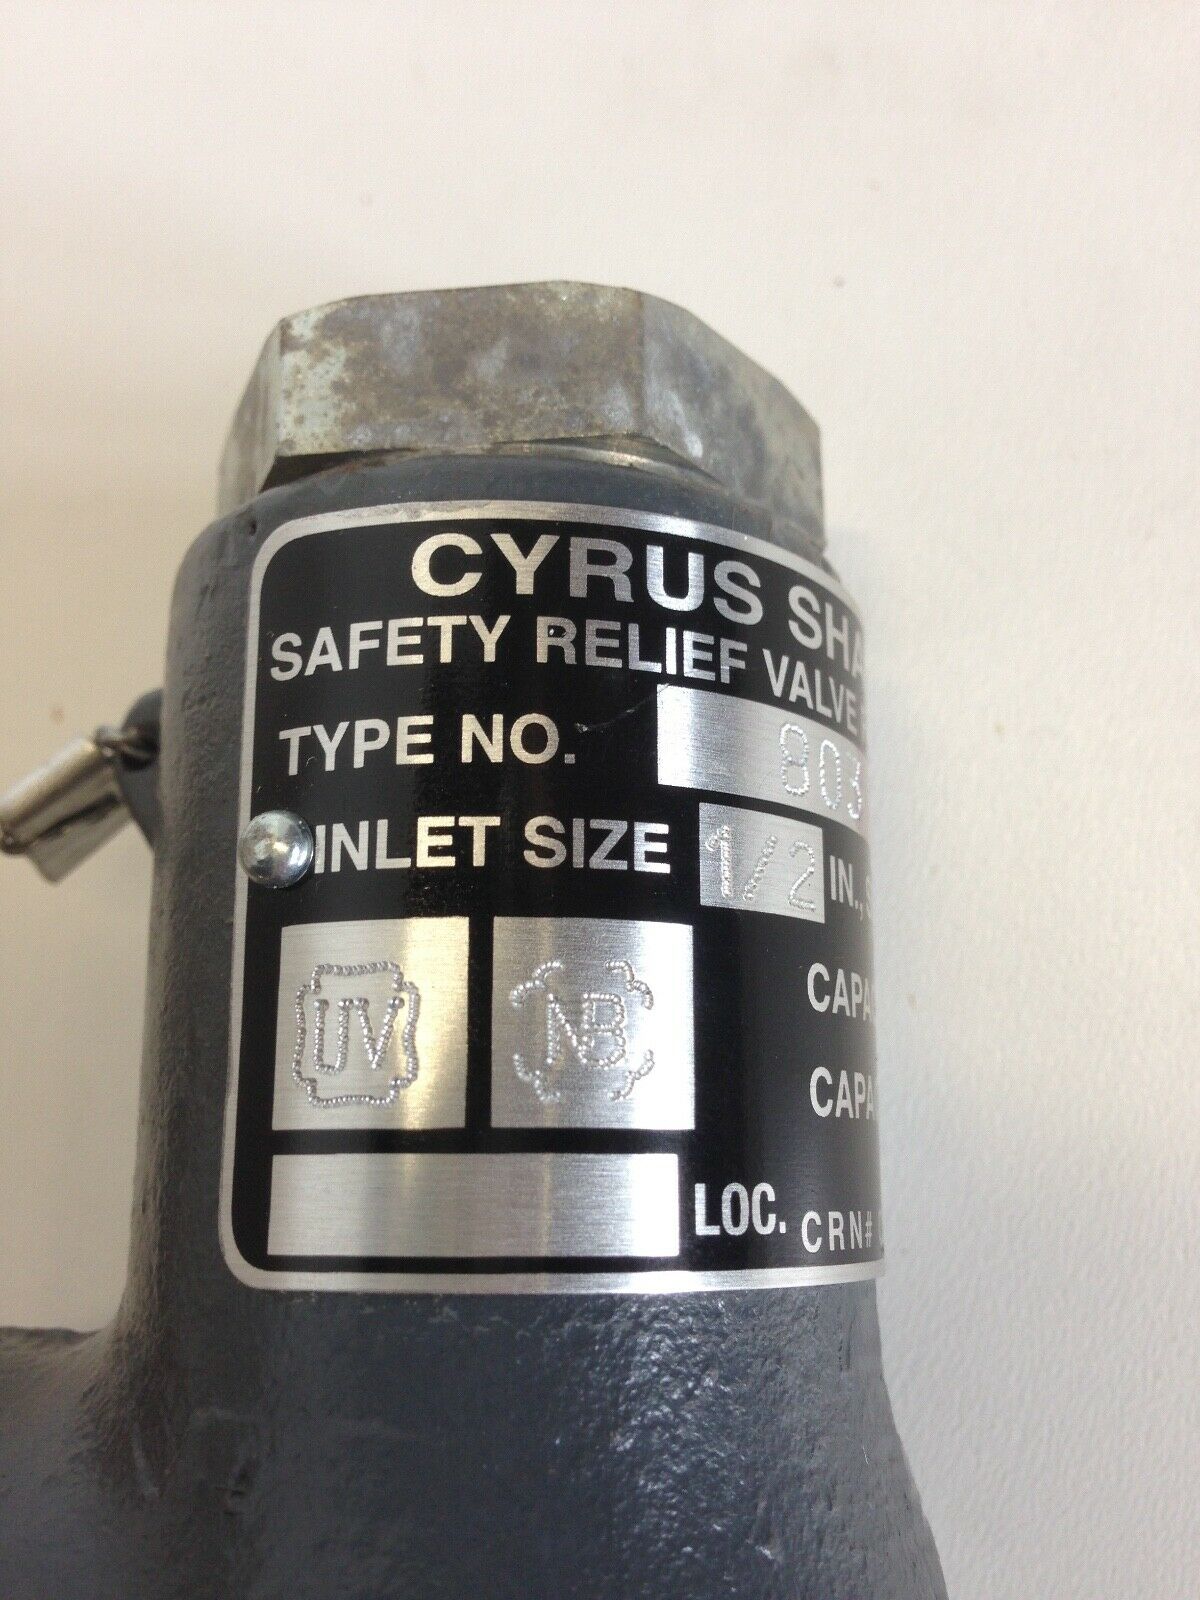 CYRUS SHA
SAFETY RELIEF VALVE
TYPE NO. 803
INLET SIZE 1/2 IN., S
UV NB
CAPA
CAPA
LOC. CRN#